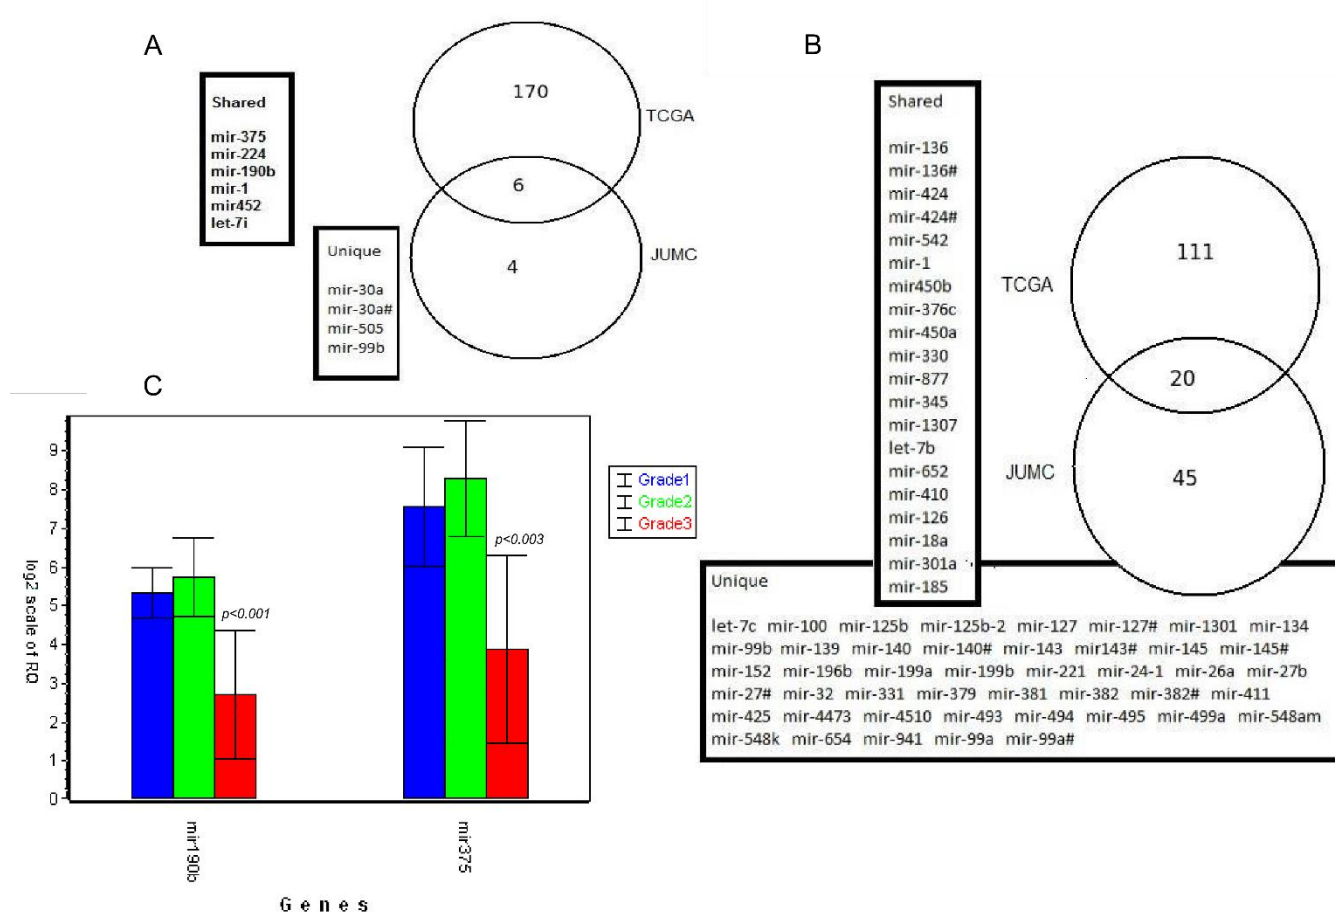 A
Shared
mir-375
mir-224
mir-190b
mir-1
mir452
let-7i
Unique
mir-30a
mir-30a#
mir-505
mir-99b
170
TCGA
6
4
JUMC
B
Shared
mir-136
mir-136#
mir-424
mir-424#
mir-542
mir-1
mir450b
mir-376c
mir-450a
mir-330
mir-877
mir-345
mir-1307
let-7b
mir-652
mir-410
mir-126
mir-18a
mir-301a
mir-185
111
TCGA
20
JUMC
45
Unique
let-7c mir-100 mir-125b mir-125b-2 mir-127 mir-127# mir-1301 mir-134
mir-99b mir-139 mir-140 mir-140# mir-143 mir143# mir-145 mir-145#
mir-152 mir-196b mir-199a mir-199b mir-221 mir-24-1 mir-26a mir-27b
mir-27# mir-32 mir-331 mir-379 mir-381 mir-382 mir-382# mir-411
mir-425 mir-4473 mir-4510 mir-493 mir-494 mir-495 mir-499a mir-548am
mir-548k mir-654 mir-941 mir-99a mir-99a#
C
log2 scale of RQ
9
8
7
6
5
4
3
2
1
0
p<0.001
p<0.003
Grade1
Grade2
Grade3
mir190b
mir375
Genes